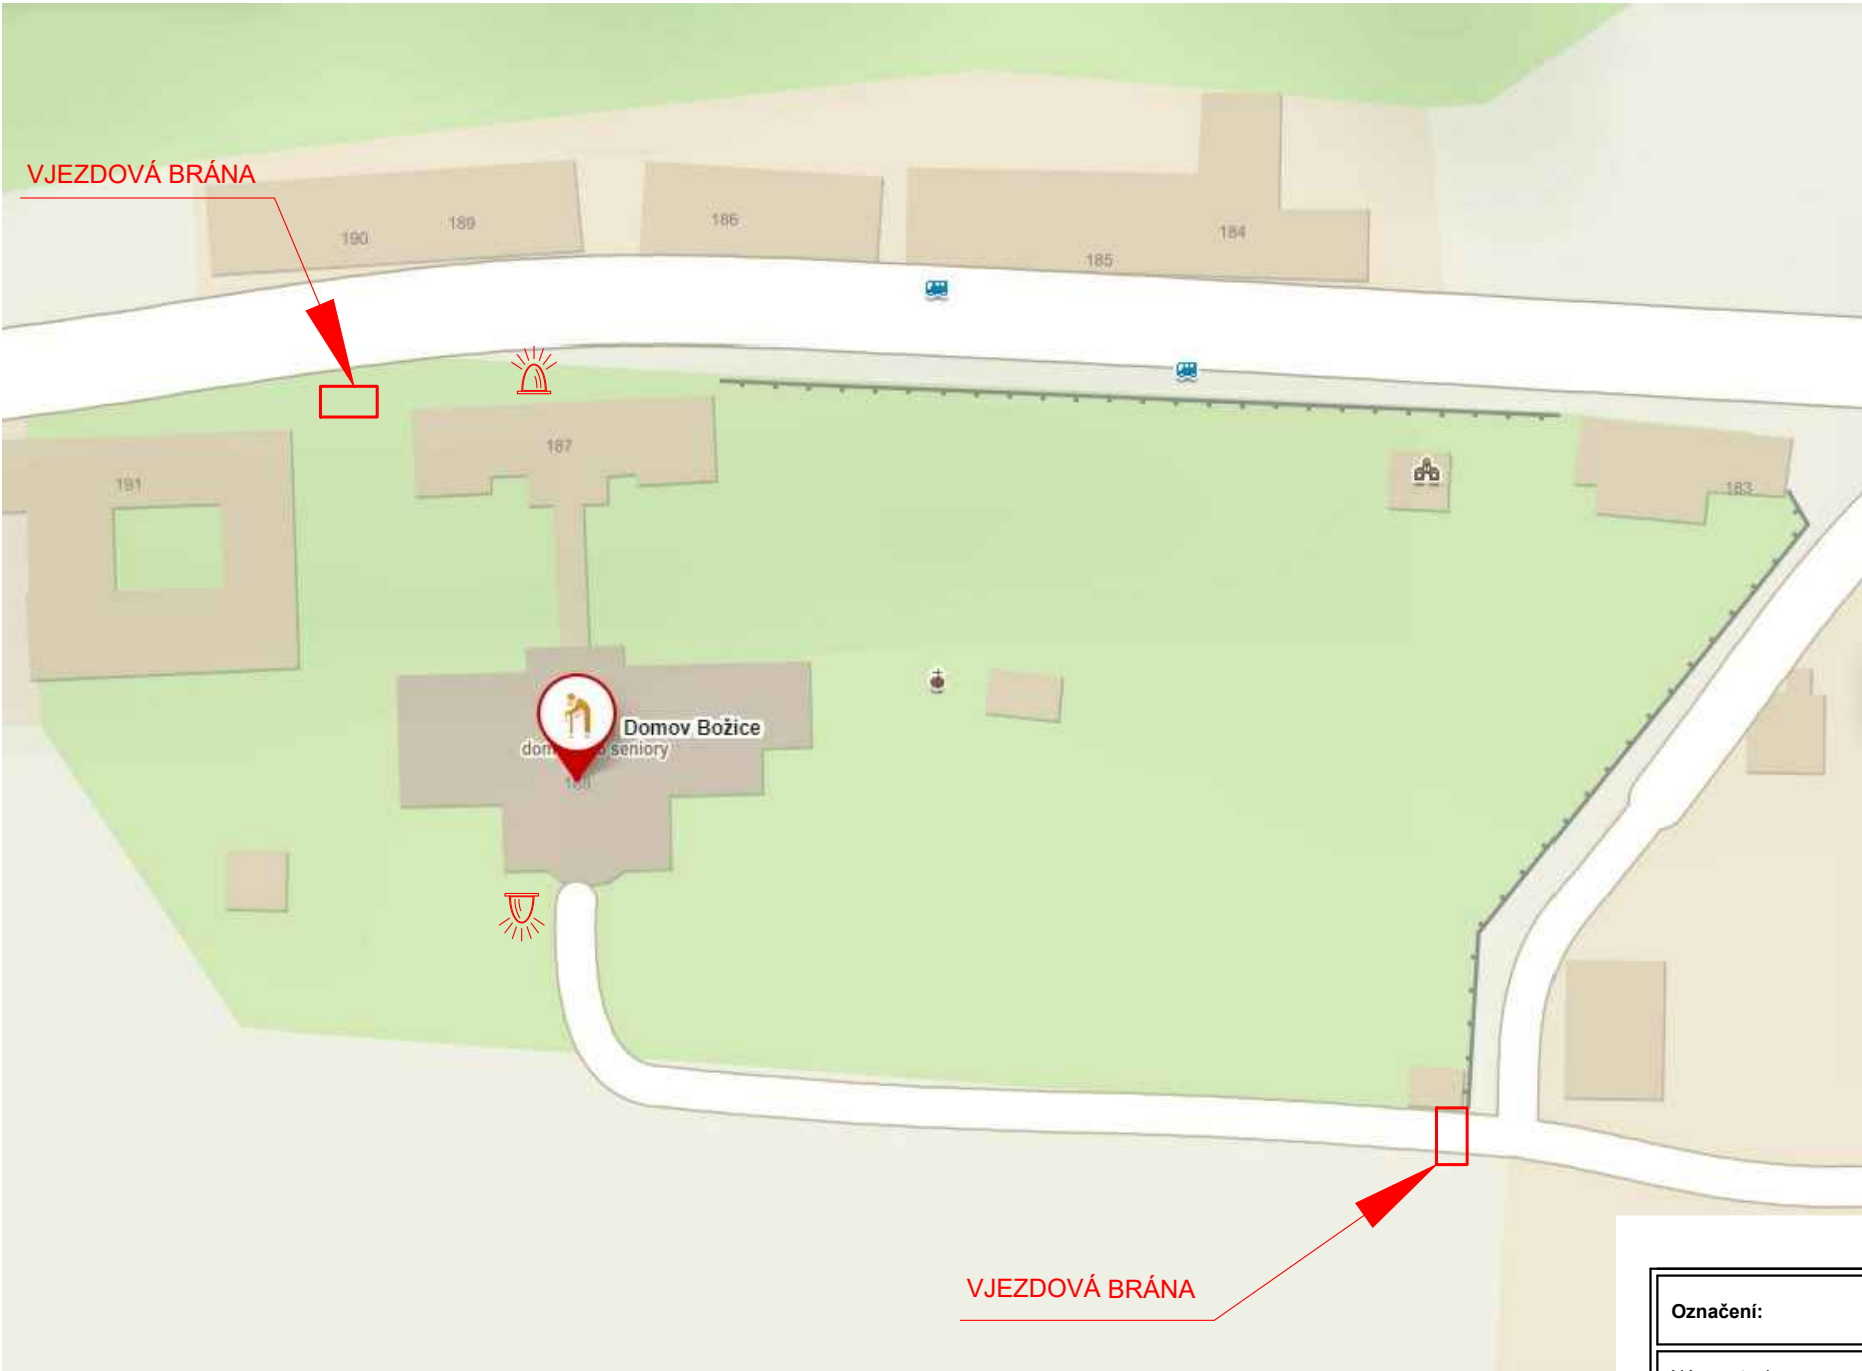 VJEZDOVÁ BRÁNA
190
189
186
185
184
187
191
183
Domov Božice
seniory
VJEZDOVÁ BRÁNA
Označení: